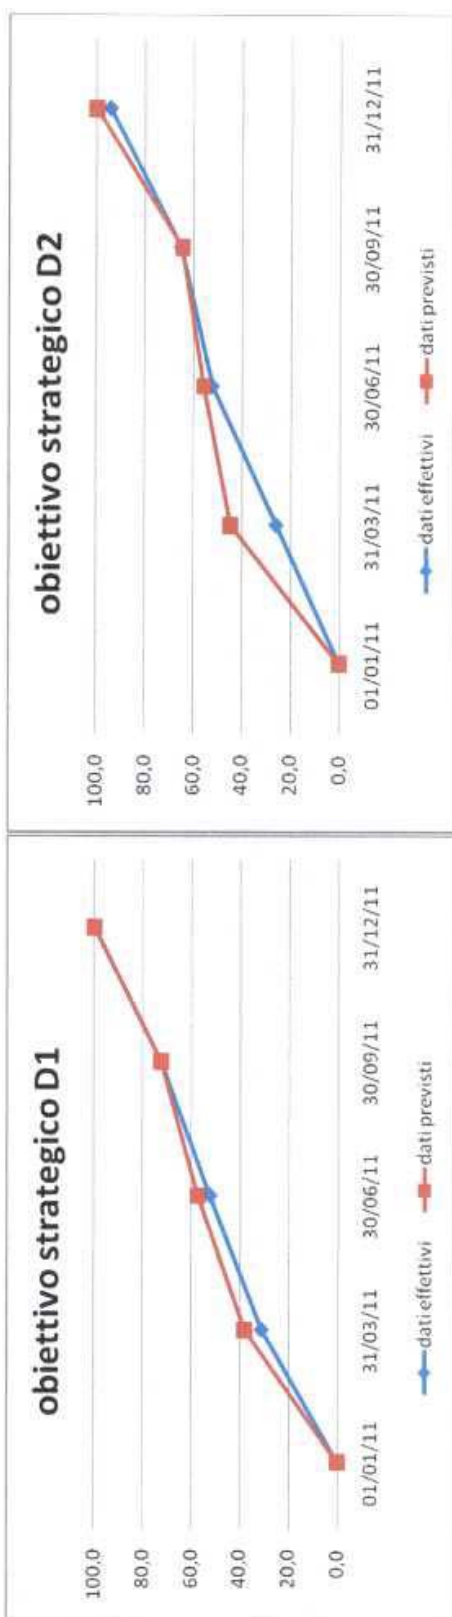 obiettivo strategico D1
100,0
80,0
60,0
40,0
20,0
0,0
01/01/11 31/03/11 30/06/11 30/09/11 31/12/11
dati effettivi dati previsti
obiettivo strategico D2
100,0
80,0
60,0
40,0
20,0
0,0
01/01/11 31/03/11 30/06/11 30/09/11 31/12/11
dati effettivi dati previsti